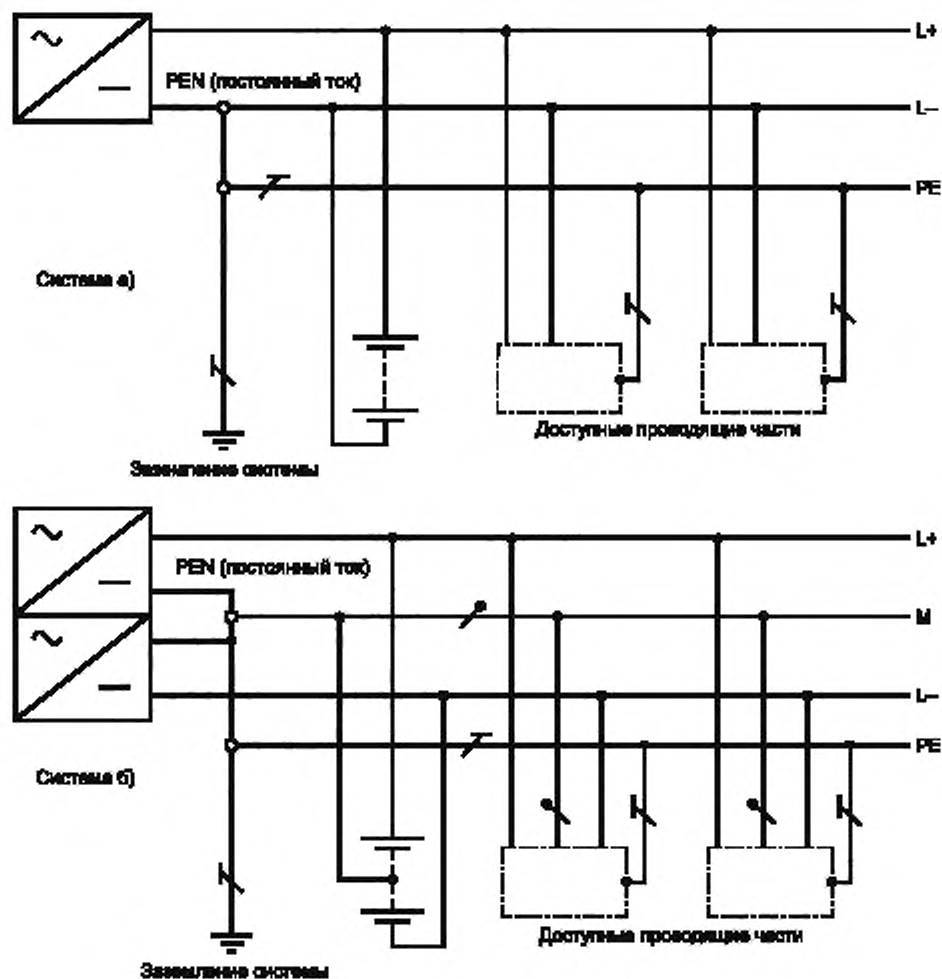 L+
PEN (постоянный ток)
L–
PE
Система а)
Доступные проводящие части
Заземление системы
L+
PEN (постоянный ток)
M
L–
PE
Система б)
Доступные проводящие части
Заземление системы